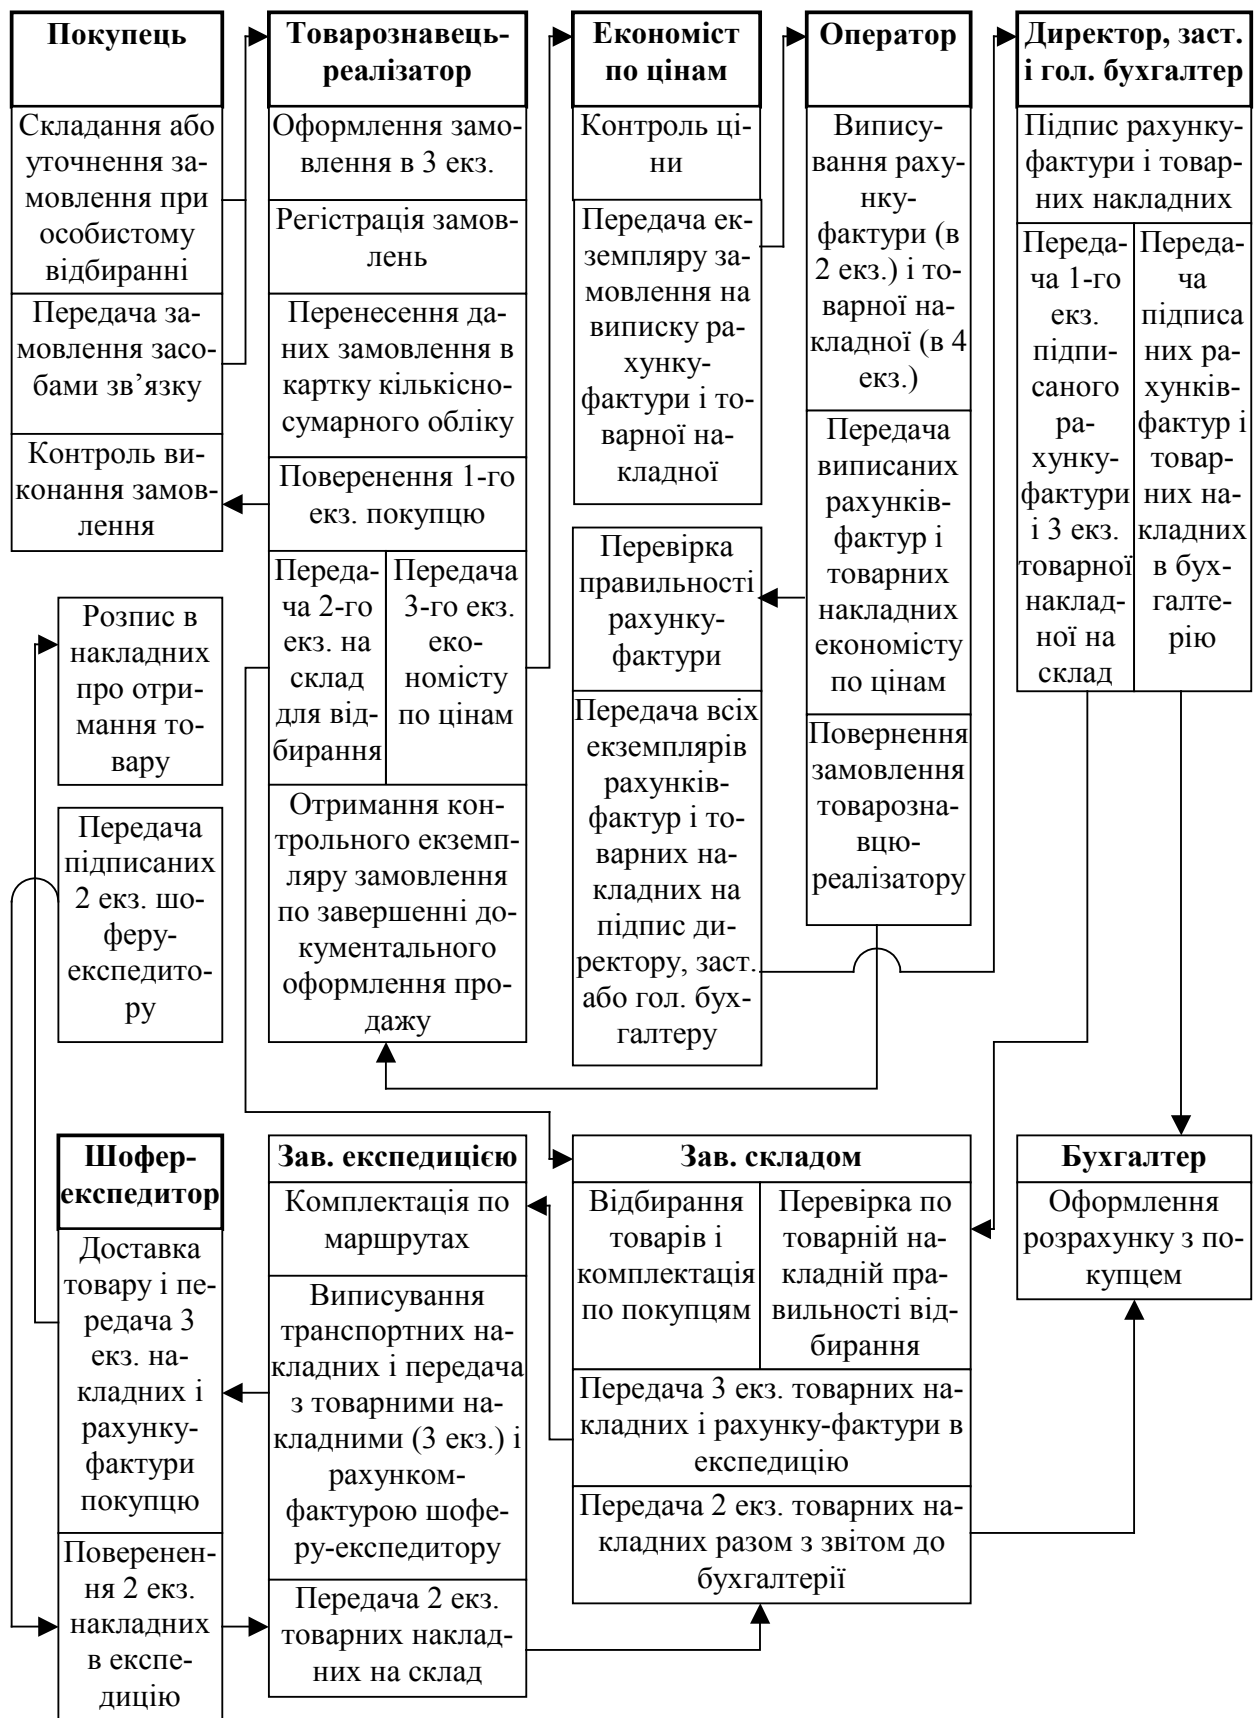 Покупець
Складання або
уточнення за-
мовлення при
особистому
відбиранні
Передача за-
мовлення засо-
бами зв’язку
Контроль ви-
конання замов-
лення
Розпис в
накладних
про отри-
мання то-
вару
Передача
підписаних
2 екз. шо-
феру-
експедито-
ру
Товарознавець-
реалізатор
Оформлення замо-
влення в 3 екз.
Регістрація замов-
лень
Перенесення да-
них замовлення в
картку кількісно-
сумарного обліку
Поверенення 1-го
екз. покупцю
Переда-
ча 2-го
екз. на
склад
для від-
бирання
Передача
3-го екз.
еко-
номісту
по цінам
Отримання кон-
трольного екземп-
ляру замовлення
по завершенні до-
кументального
оформлення про-
дажу
Економіст
по цінам
Контроль ці-
ни
Передача ек-
земпляру за-
мовлення на
виписку ра-
хунку-
фактури і то-
варної на-
кладної
Перевірка
правильності
рахунку-
фактури
Передача всіх
екземплярів
рахунків-
фактур і то-
варних на-
кладних на
підпис ди-
ректору, заст.
або гол. бух-
галтеру
Оператор
Випису-
вання раху-
нку-
фактури (в
2 екз.) і то-
варної на-
кладної (в 4
екз.)
Передача
виписаних
рахунків-
фактур і
товарних
накладних
економісту
по цінам
Повернення
замовлення
товарозна-
вцю-
реалізатору
Директор, заст.
і гол. бухгалтер
Підпис рахунку-
фактури і товар-
них накладних
Переда-
ча 1-го
екз.
підпи-
саного
ра-
хунку-
фактури
і 3 екз.
товарної
наклад-
ної на
склад
Переда-
ча
підписа
них ра-
хунків-
фактур і
товар-
них на-
кладних
в бух-
галте-
рію
Шофер-
експедитор
Доставка
товару і пе-
редача 3
екз. на-
кладних і
рахунку-
фактури
покупцю
Поверенен-
ня 2 екз.
накладних
в експе-
дицію
Зав. експедицією
Комплектація по
маршрутах
Виписування
транспортних на-
кладних і передача
з товарними на-
кладними (3 екз.) і
рахунком-
фактурою шофе-
ру-експедитору
Передача 2 екз.
товарних наклад-
них на склад
Зав. складом
Відбирання
товарів і
комплектація
по покупцям
Перевірка по
товарній на-
кладній пра-
вильності від-
бирання
Передача 3 екз. товарних на-
кладних і рахунку-фактури в
експедицію
Передача 2 екз. товарних на-
кладних разом з звітом до
бухгалтерії
Бухгалтер
Оформлення
розрахунку з по-
купцем